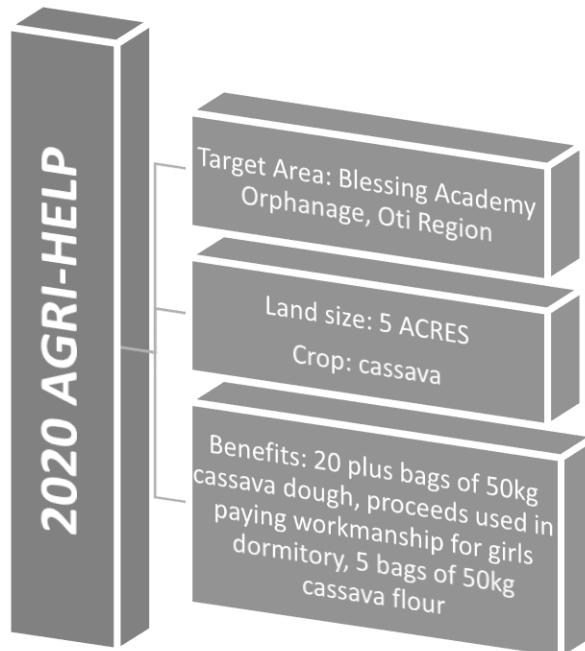 2020 AGRI-HELP
Target Area: Blessing Academy
Orphanage, Oti Region
Land size: 5 ACRES
Crop: cassava
Benefits: 20 plus bags of 50kg
cassava dough, proceeds used in
paying workmanship for girls
dormitory, 5 bags of 50kg
cassava flour